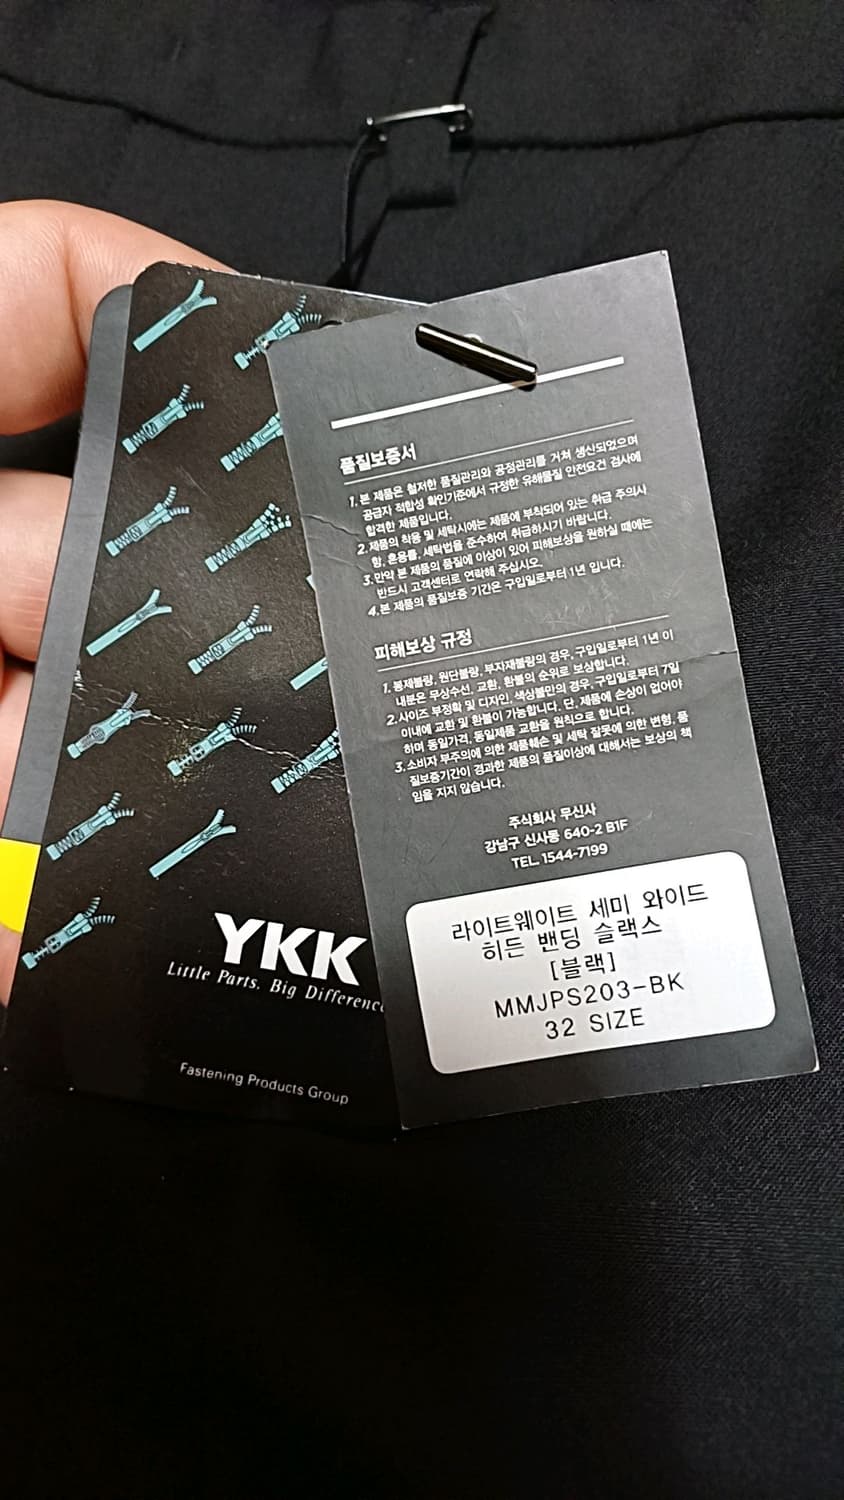 품질보증서
1. 본 제품은 철저한 품질관리와 공정관리를 거쳐 생산되었으며
공급자 적합성 확인기준에서 규정한 유해물질 안전요건 검사에
합격한 제품입니다.
2. 제품의 착용 및 세탁시에는 제품에 부착되어 있는 취급 주의사
항, 혼용률, 세탁법을 준수하여 취급하시기 바랍니다.
3. 만약 본 제품의 품질에 이상이 있어 피해보상을 원하실 때에는
반드시 고객센터로 연락해 주십시오.
4. 본 제품의 품질보증 기간은 구입일로부터 1년 입니다.
피해보상 규정
1. 봉제불량, 원단불량, 부자재불량의 경우, 구입일로부터 1년 이
내분은 무상수선, 교환, 환불의 순위로 보상합니다.
2. 사이즈 부정확 및 디자인, 색상불만의 경우, 구입일로부터 7일
이내에 교환 및 환불이 가능합니다. 단, 제품에 손상이 없어야
하며 동일가격, 동일제품 교환을 원칙으로 합니다.
3. 소비자 부주의에 의한 제품훼손 및 세탁 잘못에 의한 변형, 품
질보증기간이 경과한 제품의 품질이상에 대해서는 보상의 책
임을 지지 않습니다.
주식회사 무신사
강남구 신사동 640-2 B1F
TEL. 1544-7199
라이트웨이트 세미 와이드
히든 밴딩 슬랙스
[블랙]
MMJPS203-BK
32 SIZE
YKK
Little Parts. Big Difference
Fastening Products Group